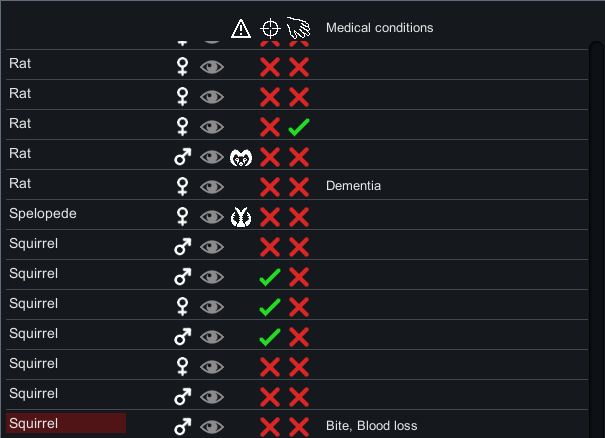 Medical conditions
Rat
Rat
Rat
Rat
Rat Dementia
Spelopede
Squirrel
Squirrel
Squirrel
Squirrel
Squirrel
Squirrel
Squirrel Bite, Blood loss